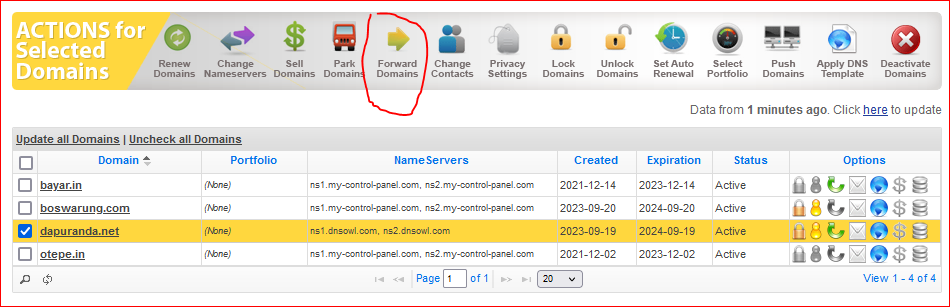 ACTIONS for
Selected
Domains
Renew
Domains
Change
Nameservers
Sell
Domains
Park
Domains
Forward
Domains
Change
Contacts
Privacy
Settings
Lock
Domains
Unlock
Domains
Set Auto
Renewal
Select
Portfolio
Push
Domains
Apply DNS
Template
Deactivate
Domains
Data from 1 minutes ago. Click here to update
Update all Domains | Uncheck all Domains
Domain Portfolio NameServers Created Expiration Status Options
bayar.in (None) ns1.my-control-panel.com, ns2.my-control-panel.com 2021-12-14 2023-12-14 Active
boswarung.com (None) ns1.my-control-panel.com, ns2.my-control-panel.com 2023-09-20 2024-09-20 Active
dapuranda.net (None) ns1.dnsowl.com, ns2.dnsowl.com 2023-09-19 2024-09-19 Active
otepe.in (None) ns1.my-control-panel.com, ns2.my-control-panel.com 2021-12-02 2023-12-02 Active
Page 1 of 1 20 View 1 - 4 of 4